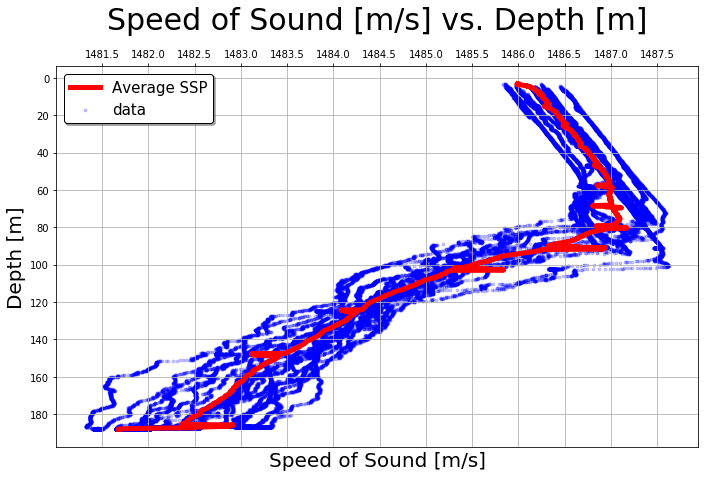 Speed of Sound [m/s] vs. Depth [m]
1481.5 1482.0 1482.5 1483.0 1483.5 1484.0 1484.5 1485.0 1485.5 1486.0 1486.5 1487.0 1487.5
Average SSP
data
0
20
40
60
80
100
120
140
160
180
Depth [m]
Speed of Sound [m/s]